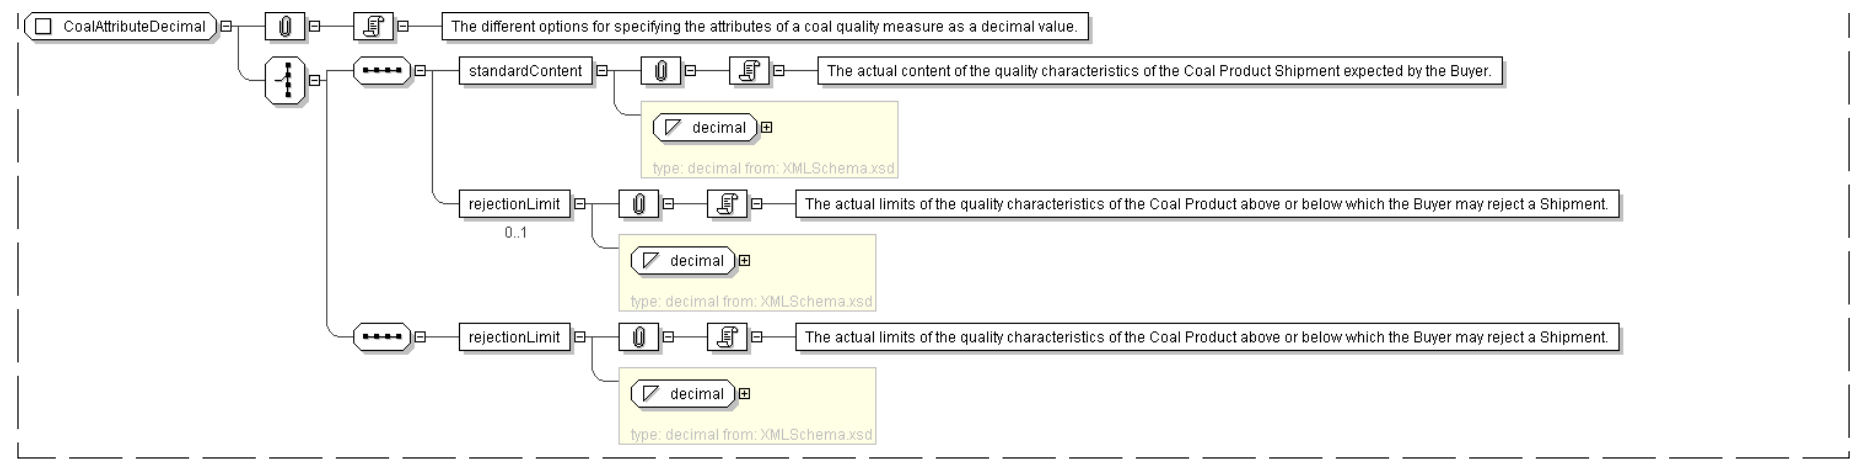 CoalAttributeDecimal
The different options for specifying the attributes of a coal quality measure as a decimal value.
standardContent
The actual content of the quality characteristics of the Coal Product Shipment expected by the Buyer.
decimal
type: decimal from: XMLSchema.xsd
rejectionLimit
The actual limits of the quality characteristics of the Coal Product above or below which the Buyer may reject a Shipment.
0..1
decimal
type: decimal from: XMLSchema.xsd
rejectionLimit
The actual limits of the quality characteristics of the Coal Product above or below which the Buyer may reject a Shipment.
decimal
type: decimal from: XMLSchema.xsd